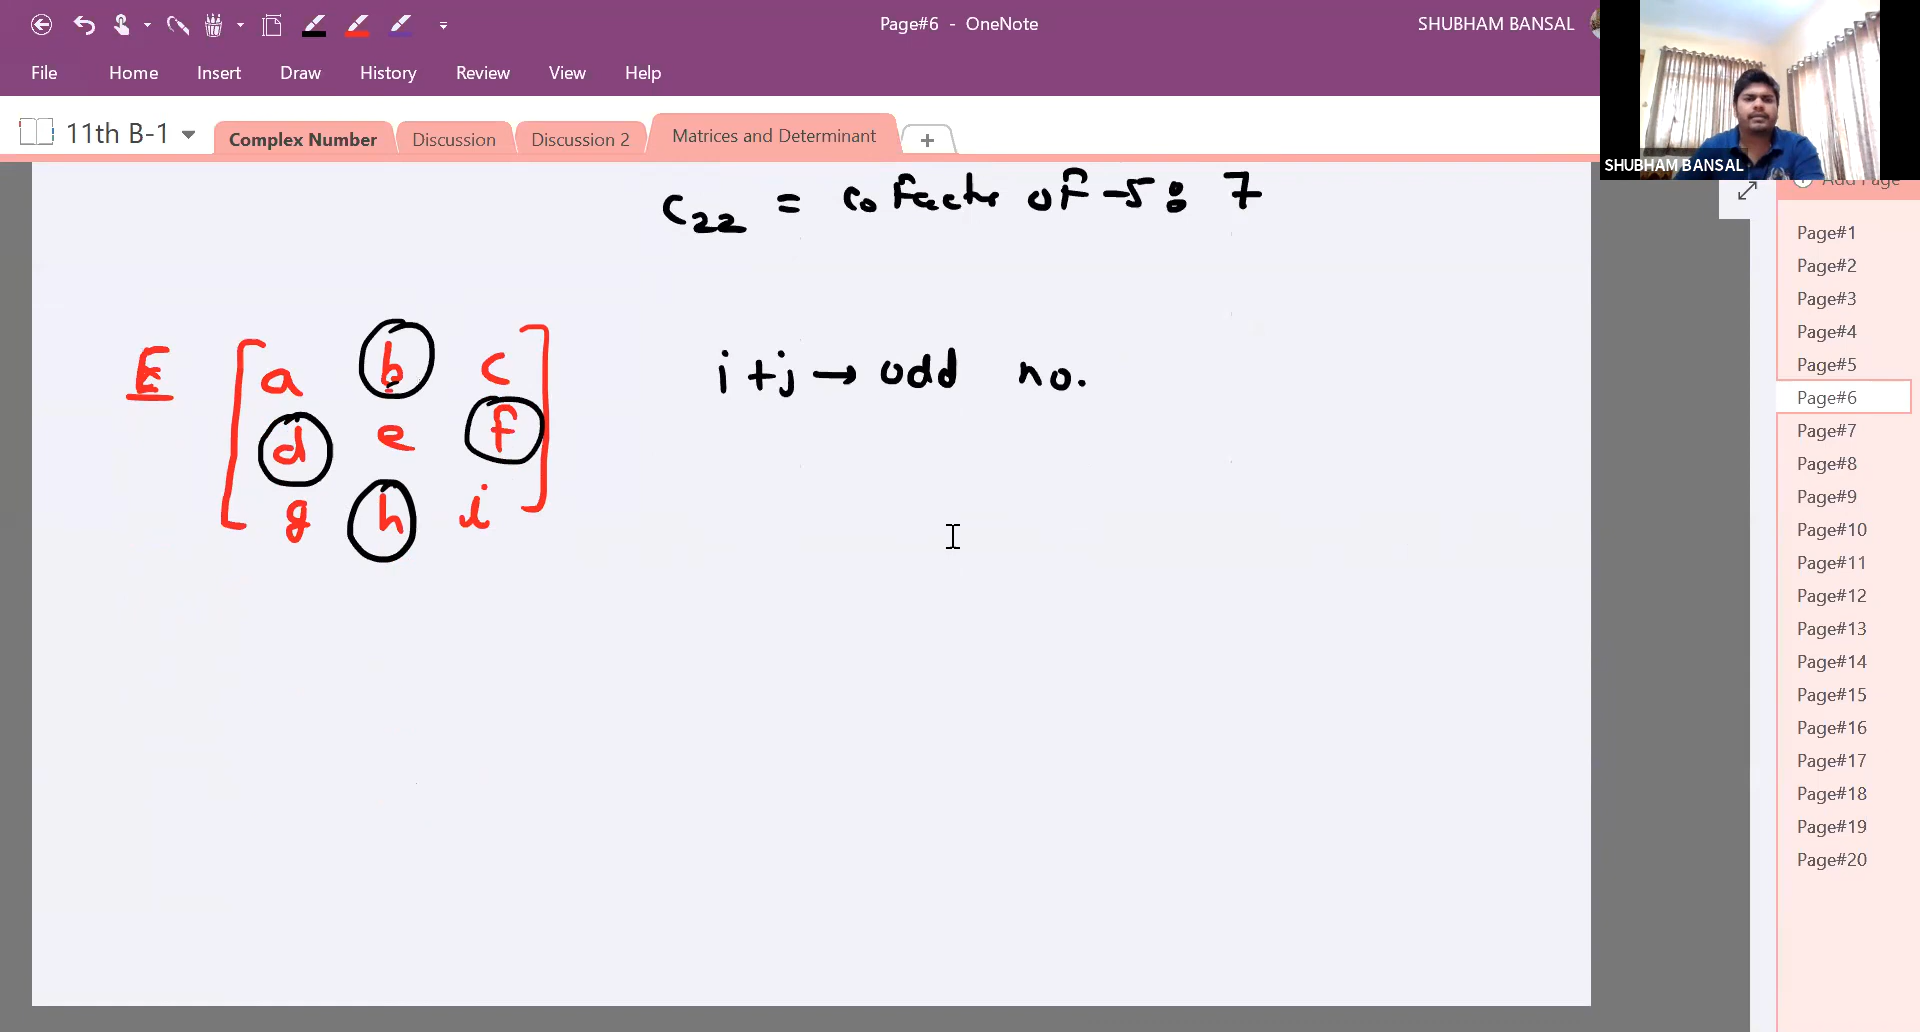 Page#6 - OneNote
SHUBHAM BANSAL
File Home Insert Draw History Review View Help
11th B-1
Complex Number
Discussion
Discussion 2
Matrices and Determinant
+
SHUBHAM BANSAL
Add Page
C22 = cofactor of -5 : 7
E
a b c
d e f
g h i
i + j → odd no.
Page#1
Page#2
Page#3
Page#4
Page#5
Page#6
Page#7
Page#8
Page#9
Page#10
Page#11
Page#12
Page#13
Page#14
Page#15
Page#16
Page#17
Page#18
Page#19
Page#20